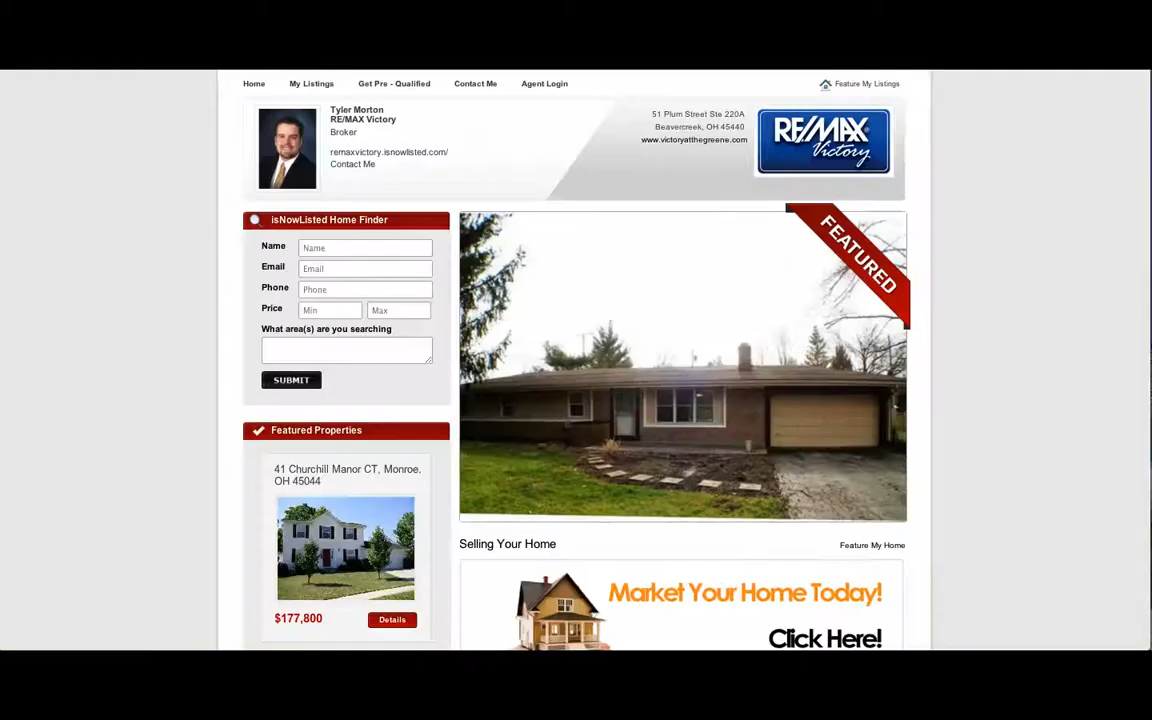 Home My Listings Get Pre - Qualified Contact Me Agent Login Feature My Listings
Tyler Morton
RE/MAX Victory
Broker
remaxvictory.isnowlisted.com/
Contact Me
51 Plum Street Ste 220A
Beavercreek, OH 45440
www.victoryatthegreene.com
RE/MAX
Victory
isNowListed Home Finder
Name Name
Email Email
Phone Phone
Price Min Max
What area(s) are you searching
SUBMIT
FEATURED
Featured Properties
41 Churchill Manor CT, Monroe,
OH 45044
$177,800 Details
Selling Your Home Feature My Home
Market Your Home Today!
Click Here!